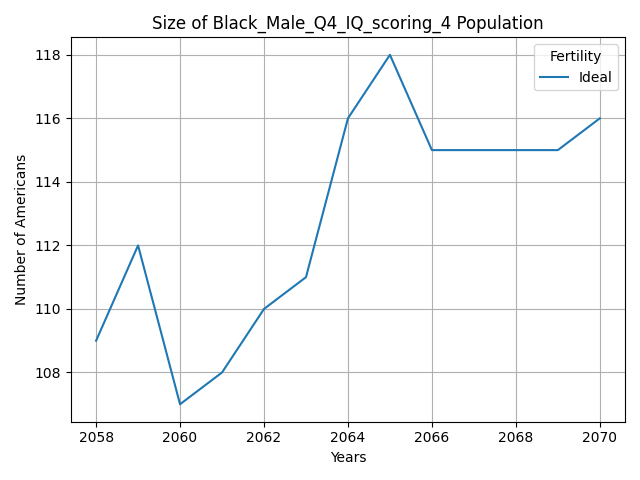 Size of Black_Male_Q4_IQ_scoring_4 Population
Fertility
Ideal
Number of Americans
118
116
114
112
110
108
2058
2060
2062
2064
2066
2068
2070
Years